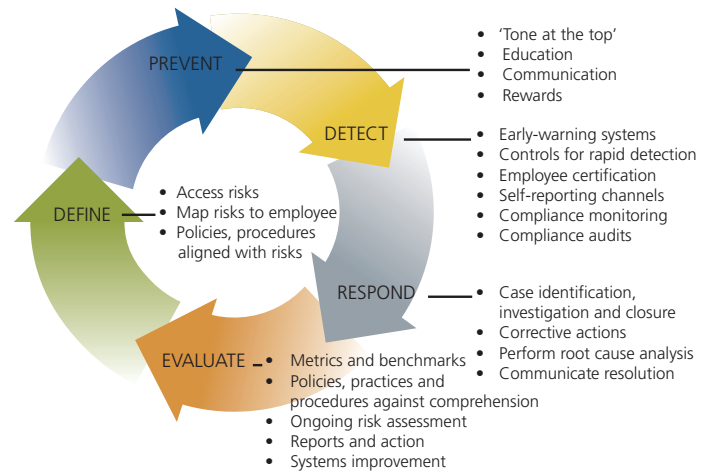 PREVENT
• 'Tone at the top'
• Education
• Communication
• Rewards
DETECT
• Early-warning systems
• Controls for rapid detection
• Employee certification
• Self-reporting channels
• Compliance monitoring
• Compliance audits
DEFINE
• Access risks
• Map risks to employee
• Policies, procedures
aligned with risks
RESPOND
• Case identification,
investigation and closure
• Corrective actions
• Perform root cause analysis
• Communicate resolution
EVALUATE
• Metrics and benchmarks
• Policies, practices and
procedures against comprehension
• Ongoing risk assessment
• Reports and action
• Systems improvement